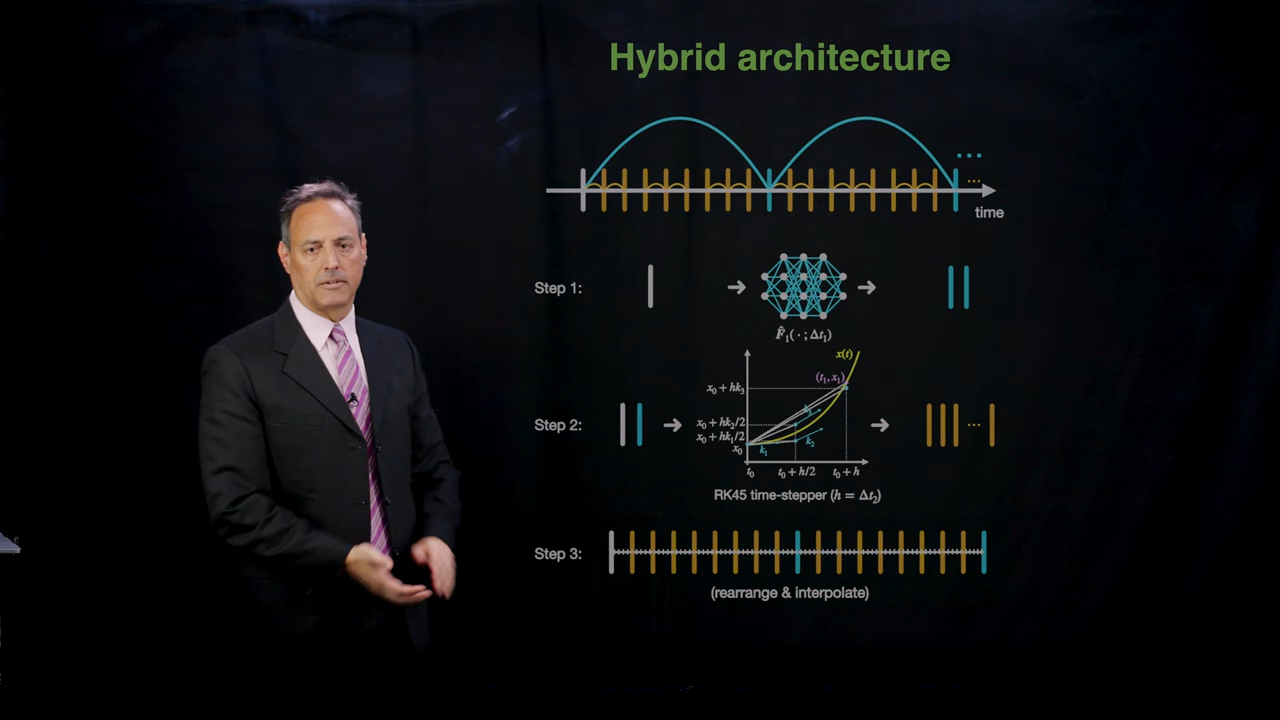 Hybrid architecture
...
...
time
Step 1:
F̂₁( · ; Δt₁)
x(t)
(t₁, x₁)
x₀ + hk₃
k₃
x₀ + hk₂/2
x₀ + hk₁/2
x₀
k₁
k₂
Step 2:
...
t₀
t₀ + h/2
t₀ + h
RK45 time-stepper (h = Δt₂)
Step 3:
(rearrange & interpolate)